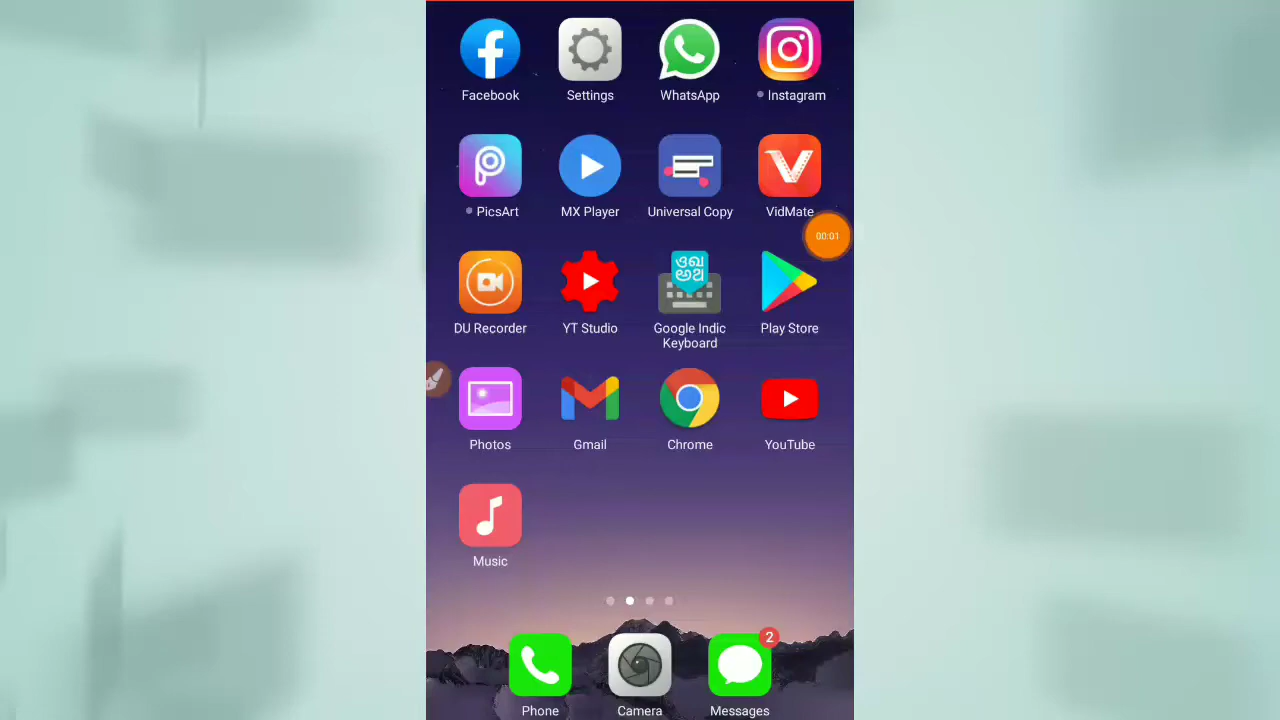 Facebook
Settings
WhatsApp
Instagram
PicsArt
MX Player
Universal Copy
VidMate
00:01
DU Recorder
YT Studio
Google Indic
Keyboard
Play Store
Photos
Gmail
Chrome
YouTube
Music
2
Phone
Camera
Messages